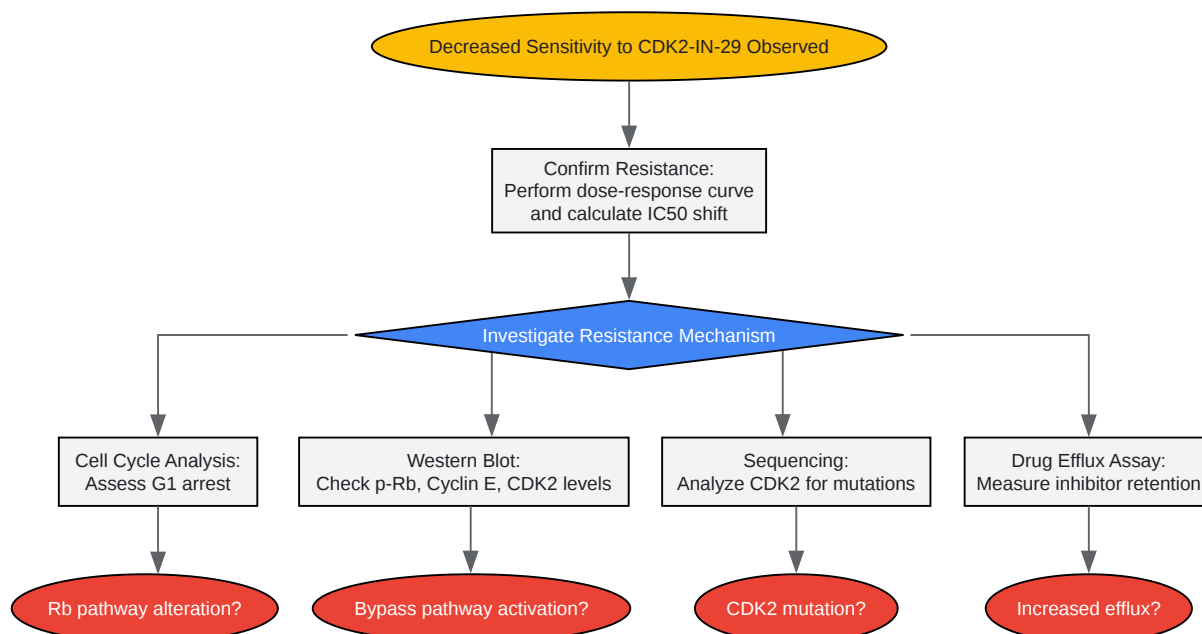 Decreased Sensitivity to CDK2-IN-29 Observed
Confirm Resistance:
Perform dose-response curve
and calculate IC50 shift
Investigate Resistance Mechanism
Cell Cycle Analysis:
Assess G1 arrest
Western Blot:
Check p-Rb, Cyclin E, CDK2 levels
Sequencing:
Analyze CDK2 for mutations
Drug Efflux Assay:
Measure inhibitor retention
Rb pathway alteration?
Bypass pathway activation?
CDK2 mutation?
Increased efflux?